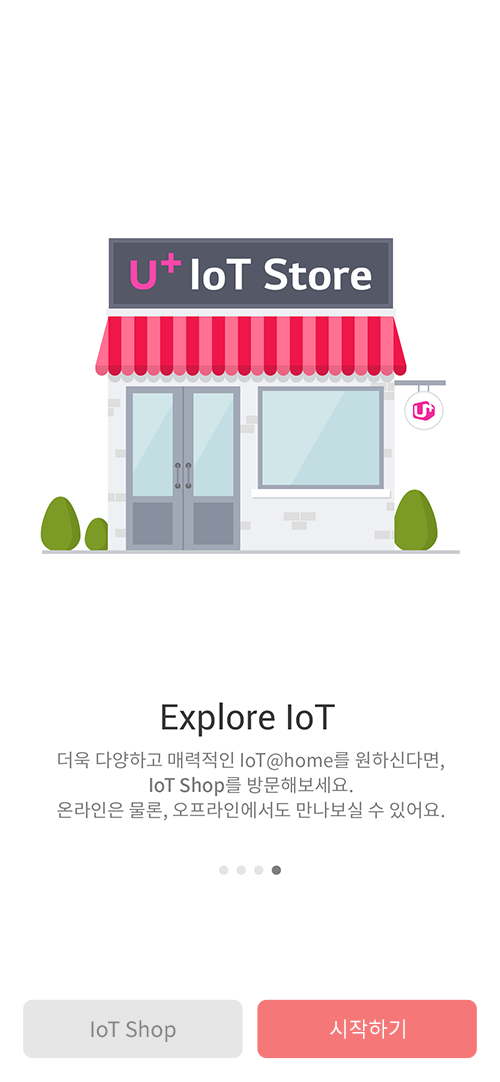 U+ IoT Store
U+
Explore IoT
더욱 다양하고 매력적인 IoT@home를 원하신다면,
IoT Shop를 방문해보세요.
온라인은 물론, 오프라인에서도 만나보실 수 있어요.
IoT Shop
시작하기